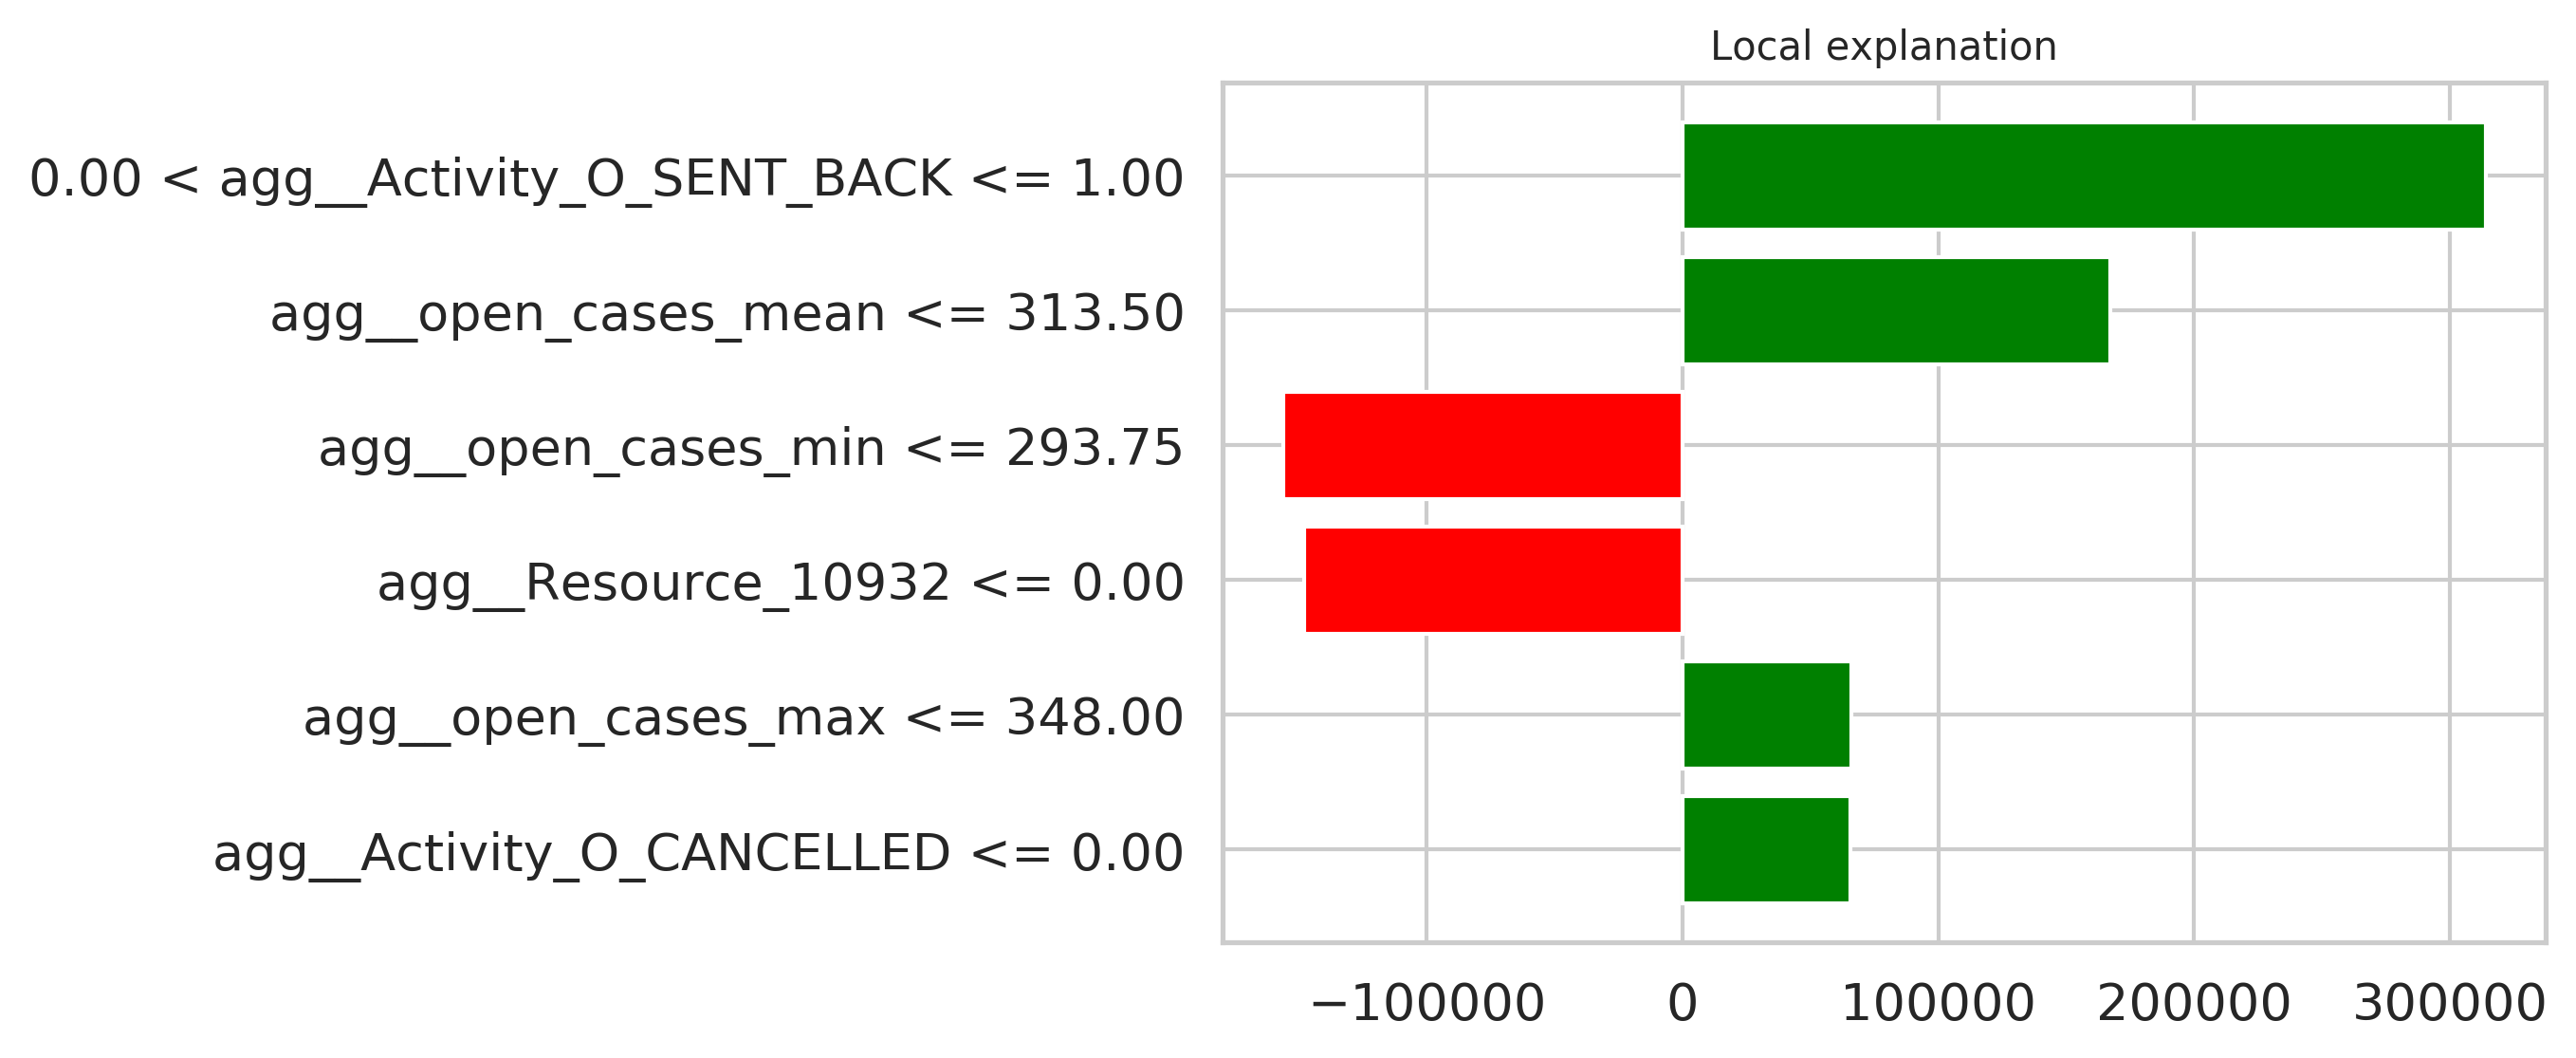 Local explanation
0.00 < agg__Activity_O_SENT_BACK <= 1.00
agg__open_cases_mean <= 313.50
agg__open_cases_min <= 293.75
agg__Resource_10932 <= 0.00
agg__open_cases_max <= 348.00
agg__Activity_O_CANCELLED <= 0.00
−100000 0 100000 200000 300000